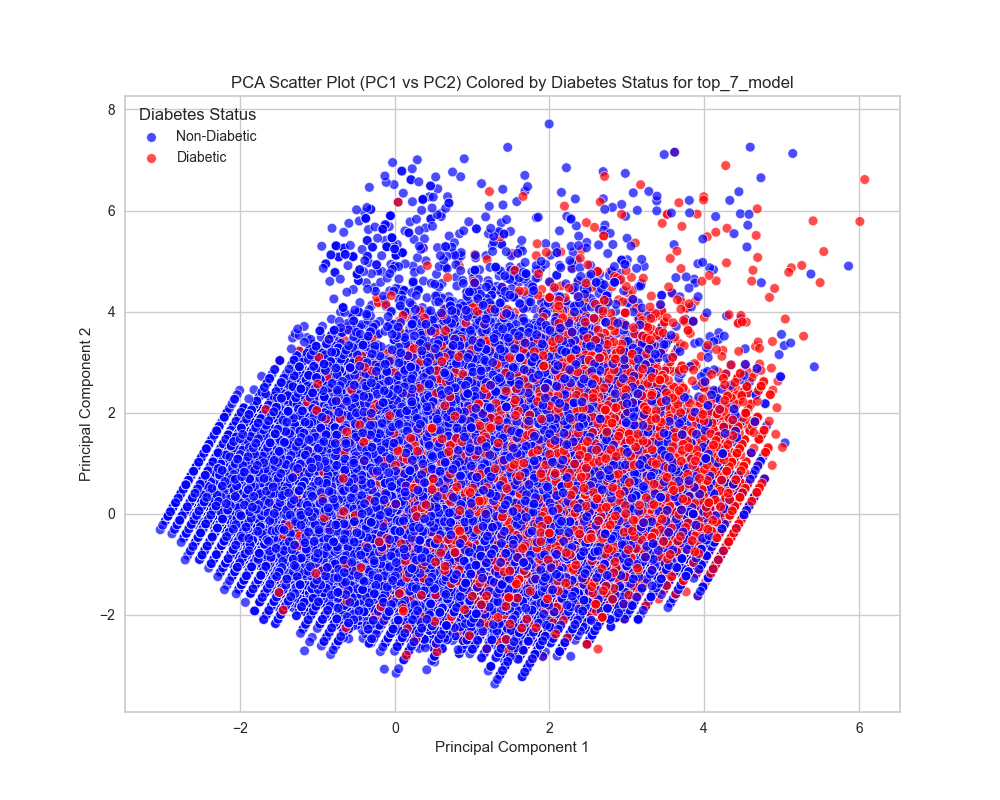 PCA Scatter Plot (PC1 vs PC2) Colored by Diabetes Status for top_7_model
Diabetes Status
Non-Diabetic
Diabetic
8
6
4
2
0
−2
Principal Component 2
−2
0
2
4
6
Principal Component 1